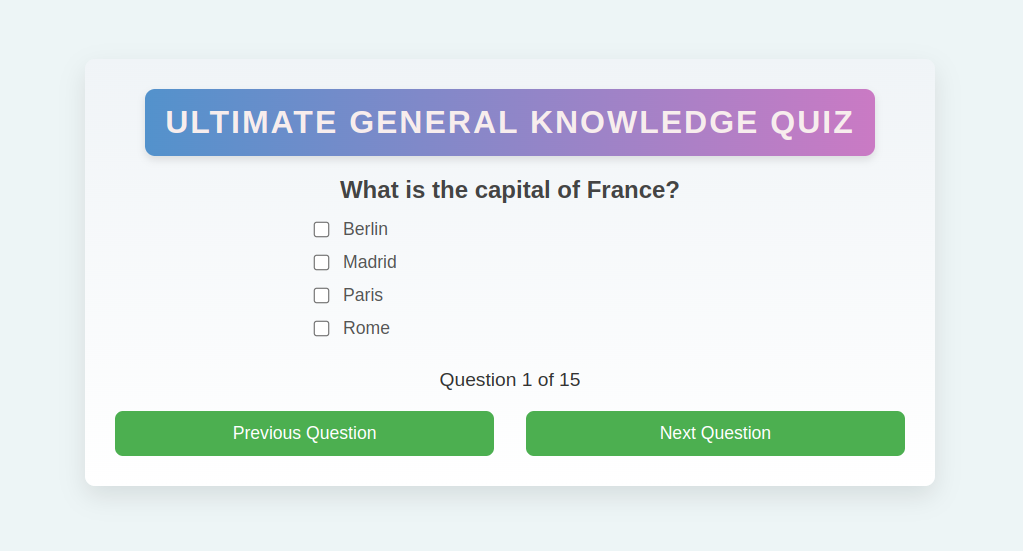 ULTIMATE GENERAL KNOWLEDGE QUIZ
What is the capital of France?
Berlin
Madrid
Paris
Rome
Question 1 of 15
Previous Question
Next Question